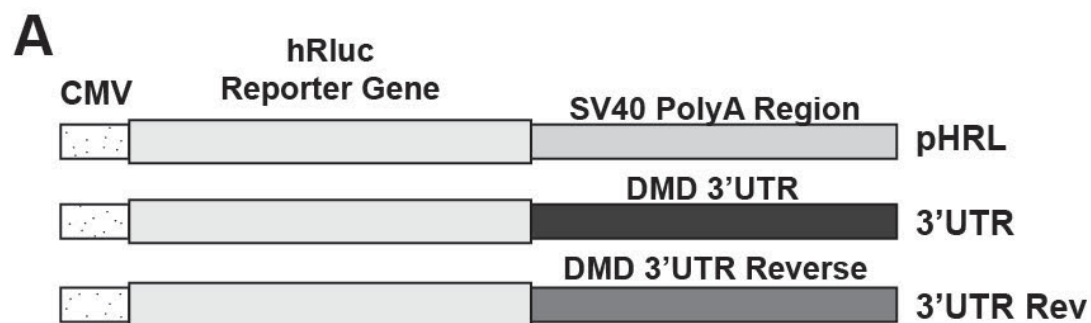 A
hRluc
Reporter Gene
CMV
SV40 PolyA Region
pHRL
DMD 3'UTR
3'UTR
DMD 3'UTR Reverse
3'UTR Rev